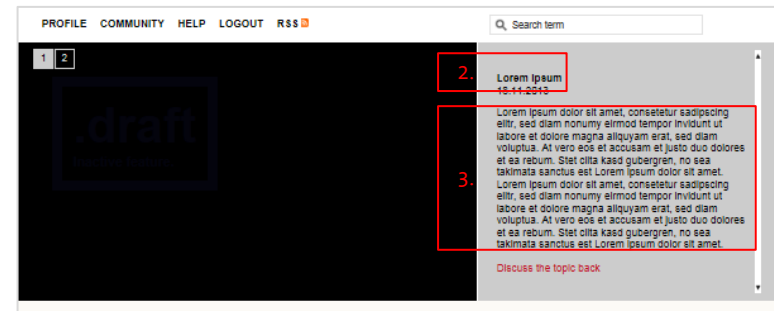 PROFILE COMMUNITY HELP LOGOUT RSS
Search term
1 2
.draft
2.
Lorem Ipsum
18.11.2013
3.
Lorem ipsum dolor sit amet, consetetur sadipscing
elitr, sed diam nonumy eirmod tempor invidunt ut
labore et dolore magna aliquyam erat, sed diam
voluptua. At vero eos et accusam et justo duo dolores
et ea rebum. Stet clita kasd gubergren, no sea
takimata sanctus est Lorem ipsum dolor sit amet.
Lorem ipsum dolor sit amet, consetetur sadipscing
elitr, sed diam nonumy eirmod tempor invidunt ut
labore et dolore magna aliquyam erat, sed diam
voluptua. At vero eos et accusam et justo duo dolores
et ea rebum. Stet clita kasd gubergren, no sea
takimata sanctus est Lorem ipsum dolor sit amet.
Discuss the topic back